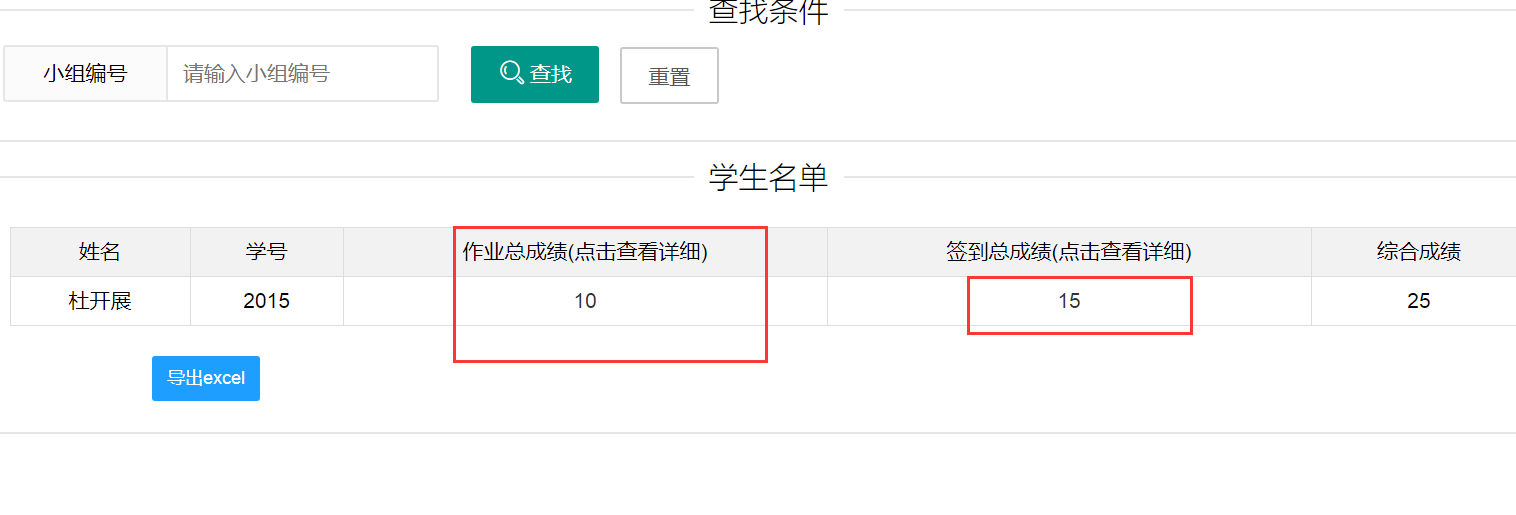 查找条件
小组编号 请输入小组编号 查找 重置
学生名单
姓名 学号 作业总成绩(点击查看详细) 签到总成绩(点击查看详细) 综合成绩
杜开展 2015 10 15 25
导出excel